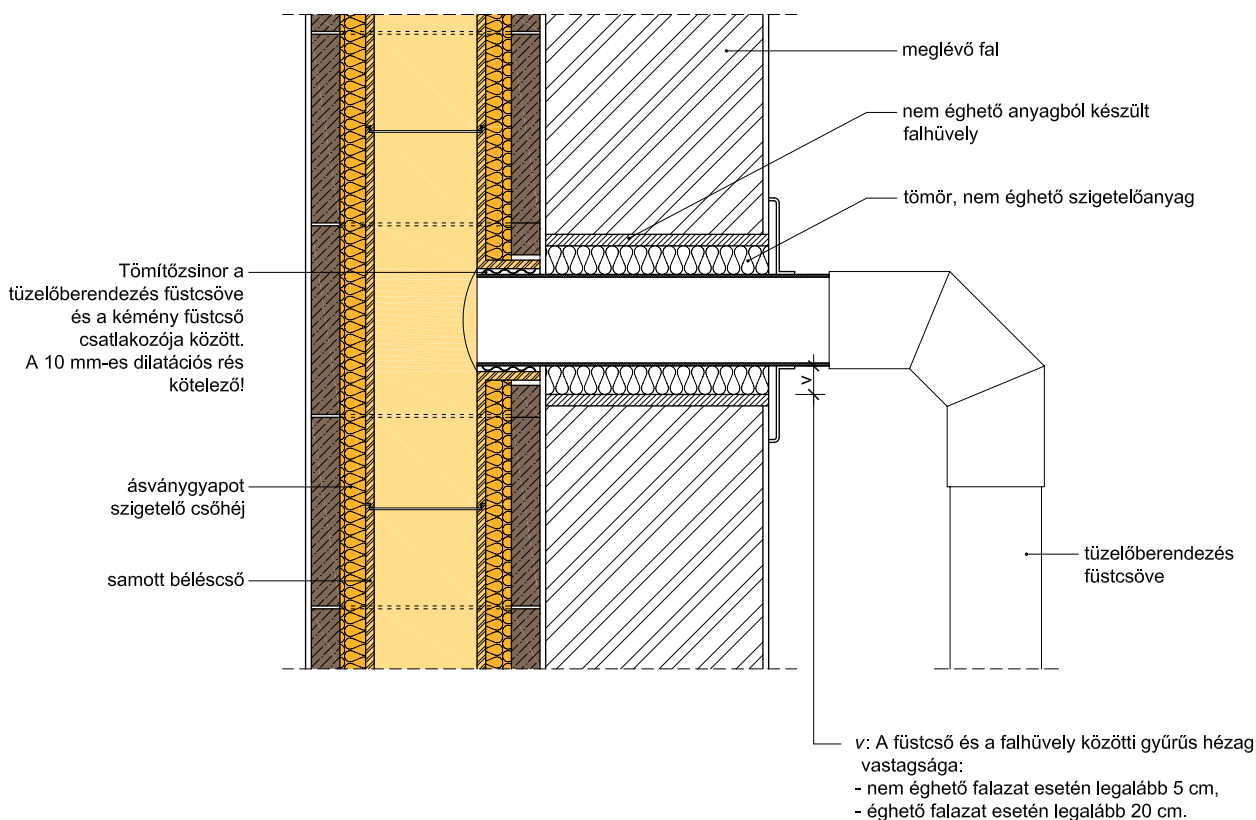 meglévő fal
nem éghető anyagból készült
falhüvely
tömör, nem éghető szigetelőanyag
Tömítőzsinor a
tüzelőberendezés füstcsöve
és a kémény füstcső
csatlakozója között.
A 10 mm-es dilatációs rés
kötelező!
v
ásványgyapot
szigetelő csőhéj
samott béléscső
tüzelőberendezés
füstcsöve
v: A füstcső és a falhüvely közötti gyűrűs hézag
vastagsága:
- nem éghető falazat esetén legalább 5 cm,
- éghető falazat esetén legalább 20 cm.